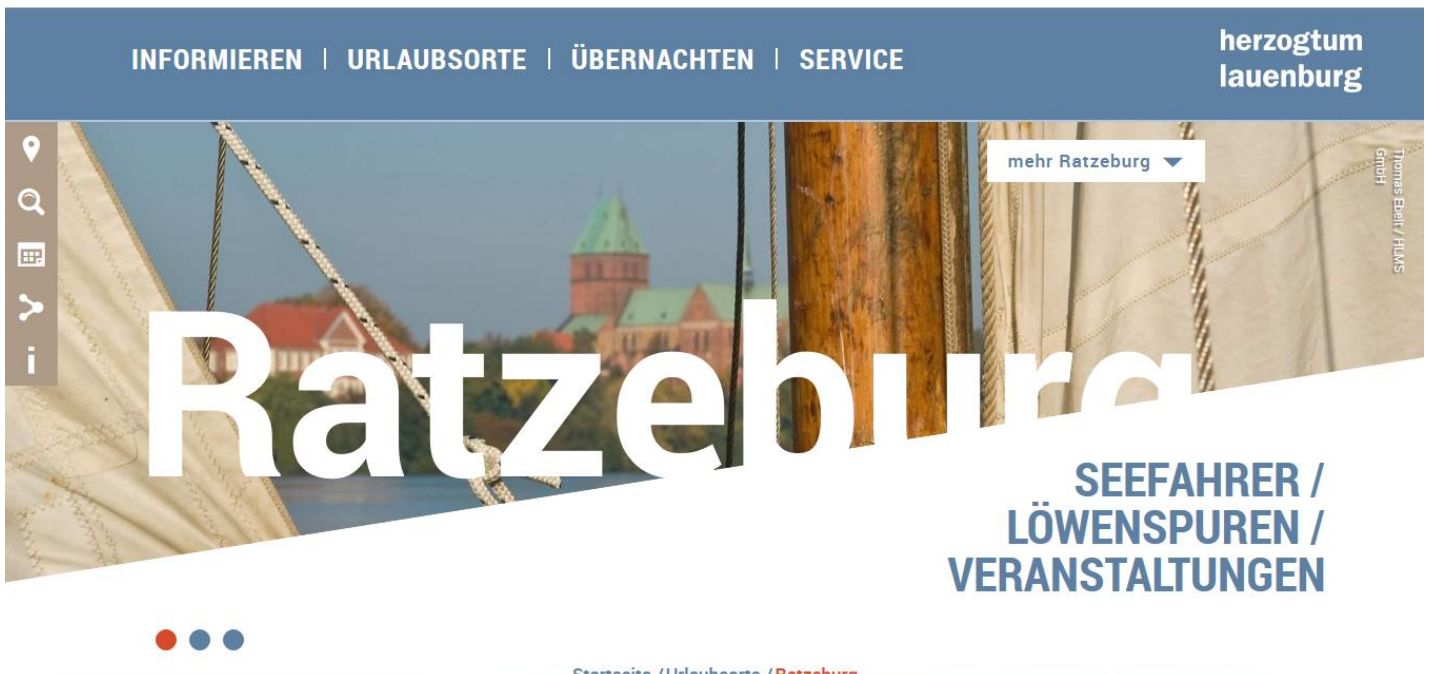 INFORMIEREN | URLAUBSORTE | ÜBERNACHTEN | SERVICE
herzogtum
lauenburg
mehr Ratzeburg
Thomas Ebelt / HLMS
GmbH
Ratzeburg
SEEFAHRER /
LÖWENSPUREN /
VERANSTALTUNGEN
Startseite / Urlaubsorte / Ratzeburg